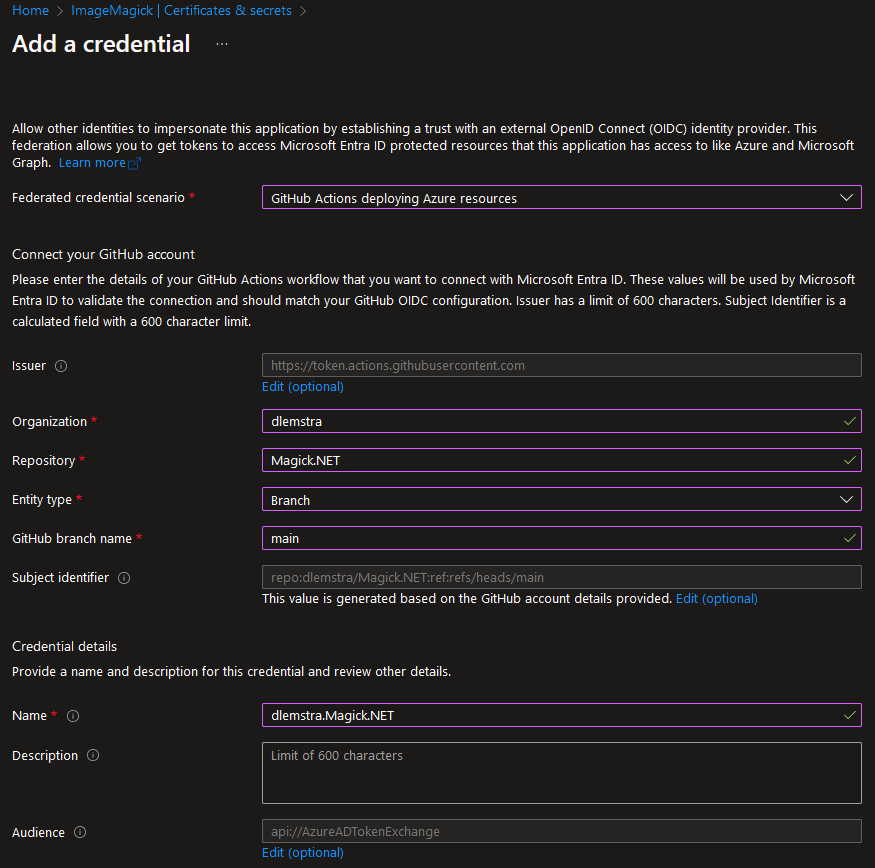 Home > ImageMagick | Certificates & secrets >
Add a credential ...
Allow other identities to impersonate this application by establishing a trust with an external OpenID Connect (OIDC) identity provider. This
federation allows you to get tokens to access Microsoft Entra ID protected resources that this application has access to like Azure and Microsoft
Graph. Learn more
Federated credential scenario *
GitHub Actions deploying Azure resources
Connect your GitHub account
Please enter the details of your GitHub Actions workflow that you want to connect with Microsoft Entra ID. These values will be used by Microsoft
Entra ID to validate the connection and should match your GitHub OIDC configuration. Issuer has a limit of 600 characters. Subject Identifier is a
calculated field with a 600 character limit.
Issuer
https://token.actions.githubusercontent.com
Edit (optional)
Organization *
dlemstra
Repository *
Magick.NET
Entity type *
Branch
GitHub branch name *
main
Subject identifier
repo:dlemstra/Magick.NET:ref:refs/heads/main
This value is generated based on the GitHub account details provided. Edit (optional)
Credential details
Provide a name and description for this credential and review other details.
Name *
dlemstra.Magick.NET
Description
Limit of 600 characters
Audience
api://AzureADTokenExchange
Edit (optional)